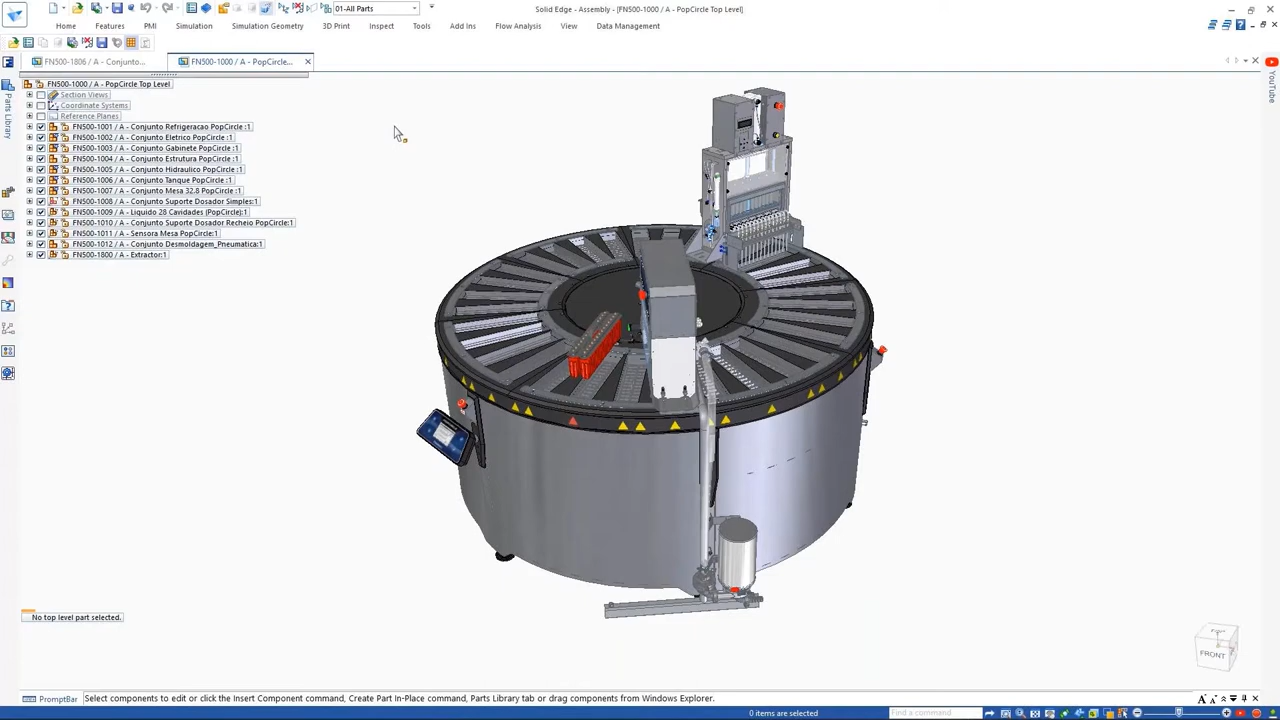 01-All Parts
Solid Edge - Assembly - [FN500-1000 / A - PopCircle Top Level]
Home
Features
PMI
Simulation
Simulation Geometry
3D Print
Inspect
Tools
Add Ins
Flow Analysis
View
Data Management
FN500-1806 / A - Conjunto...
FN500-1000 / A - PopCircle...
YouTube
Parts Library
FN500-1000 / A - PopCircle Top Level
Section Views
Coordinate Systems
Reference Planes
FN500-1001 / A - Conjunto Refrigeracao PopCircle :1
FN500-1002 / A - Conjunto Eletrico PopCircle :1
FN500-1003 / A - Conjunto Gabinete PopCircle :1
FN500-1004 / A - Conjunto Estrutura PopCircle :1
FN500-1005 / A - Conjunto Hidraulico PopCircle :1
FN500-1006 / A - Conjunto Tanque PopCircle :1
FN500-1007 / A - Conjunto Mesa 32.8 PopCircle :1
FN500-1008 / A - Conjunto Suporte Dosador Simples:1
FN500-1009 / A - Liquido 28 Cavidades (PopCircle):1
FN500-1010 / A - Conjunto Suporte Dosador Recheio PopCircle:1
FN500-1011 / A - Sensora Mesa PopCircle:1
FN500-1012 / A - Conjunto Desmoldagem_Pneumatica:1
FN500-1800 / A - Extractor:1
No top level part selected.
FRONT
PromptBar
Select components to edit or click the Insert Component command, Create Part In-Place command, Parts Library tab or drag components from Windows Explorer.
0 items are selected
Find a command